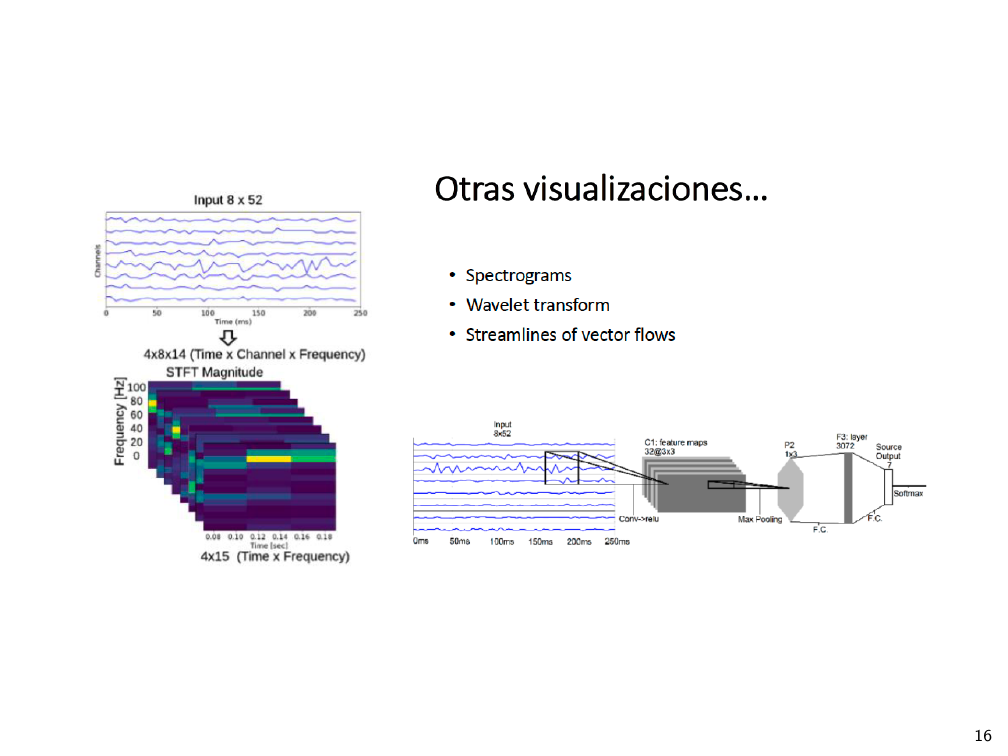 Otras visualizaciones...
• Spectrograms
• Wavelet transform
• Streamlines of vector flows
Input 8 x 52
Channels
0 50 100 150 200 250
Time (ms)
4x8x14 (Time x Channel x Frequency)
STFT Magnitude
Frequency [Hz]
100
80
60
40
20
0
0.08 0.10 0.12 0.14 0.16 0.18
Time [sec]
4x15 (Time x Frequency)
Input
8x52
0ms 50ms 100ms 150ms 200ms 250ms
C1: feature maps
32@3x3
Conv->relu
Max Pooling
P2
1x3
F.C.
F3: layer
3072
F.C.
Source
Output
7
Softmax
16